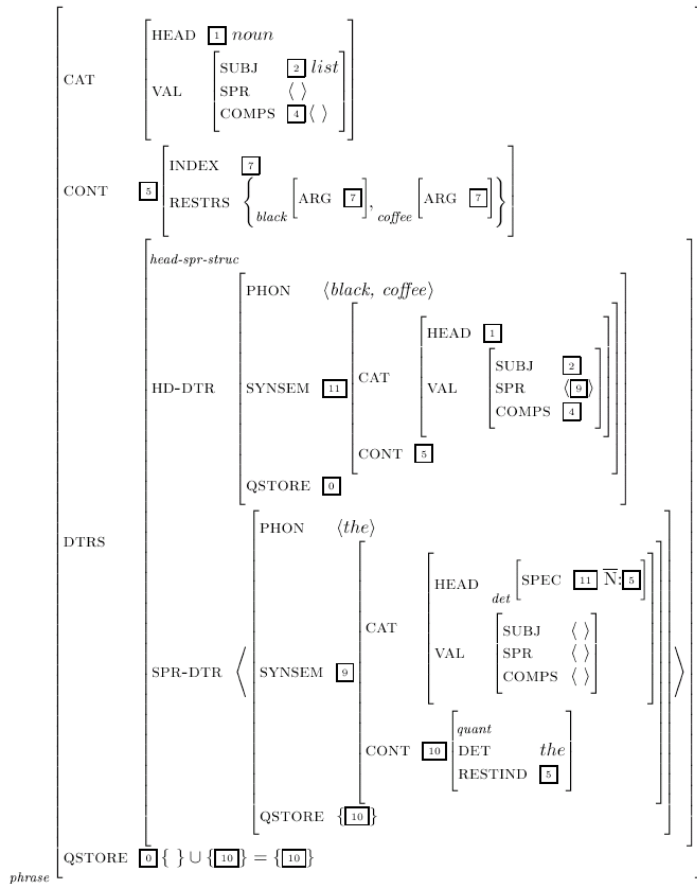 HEAD 1 noun
SUBJ 2 list
CAT VAL SPR ⟨ ⟩
COMPS 4 ⟨ ⟩
INDEX 7
CONT 5
RESTRS { black [ARG 7], coffee [ARG 7] }
head-spr-struc
PHON ⟨black, coffee⟩
HEAD 1
SUBJ 2
CAT
HD-DTR SYNSEM 11 VAL SPR ⟨9⟩
COMPS 4
CONT 5
QSTORE 0
PHON ⟨the⟩
DTRS
HEAD det [SPEC 11 N̅: 5]
CAT SUBJ ⟨ ⟩
VAL SPR ⟨ ⟩
SPR-DTR ⟨ SYNSEM 9 COMPS ⟨ ⟩ ⟩
quant
CONT 10 DET the
RESTIND 5
QSTORE {10}
QSTORE 0 { } ∪ {10} = {10}
phrase